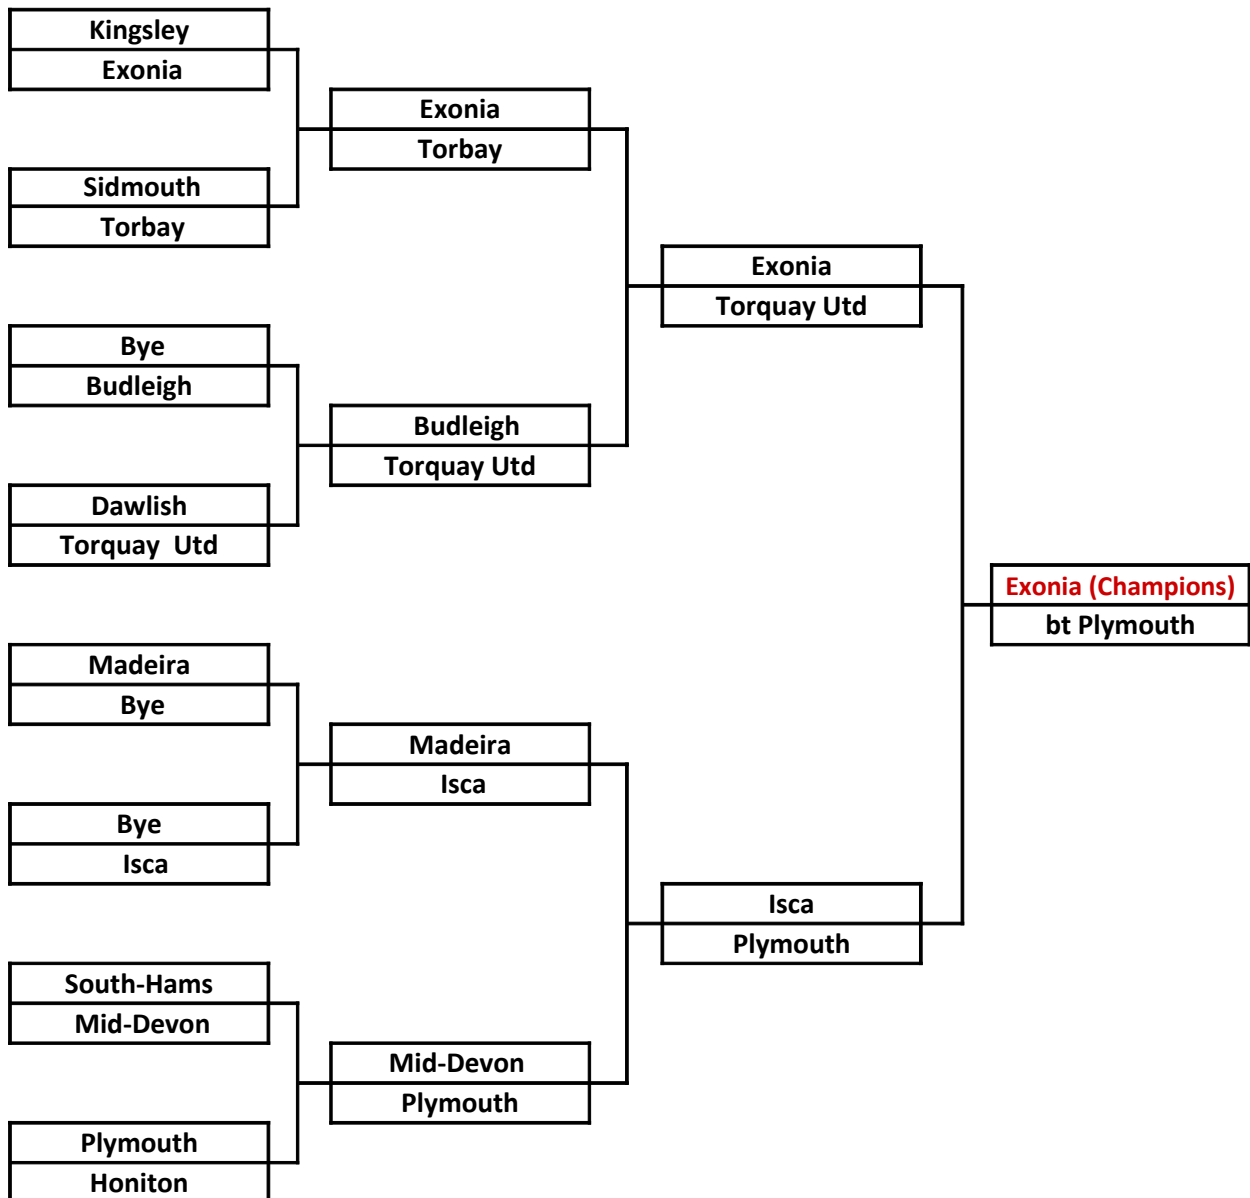 Kingsley
Exonia
Sidmouth
Torbay
Bye
Budleigh
Dawlish
Torquay  Utd
Madeira
Bye
Bye
Isca
South-Hams
Mid-Devon
Plymouth
Honiton
Exonia
Torbay
Budleigh
Torquay Utd
Madeira
Isca
Mid-Devon
Plymouth
Exonia
Torquay Utd
Isca
Plymouth
Exonia (Champions)
bt Plymouth